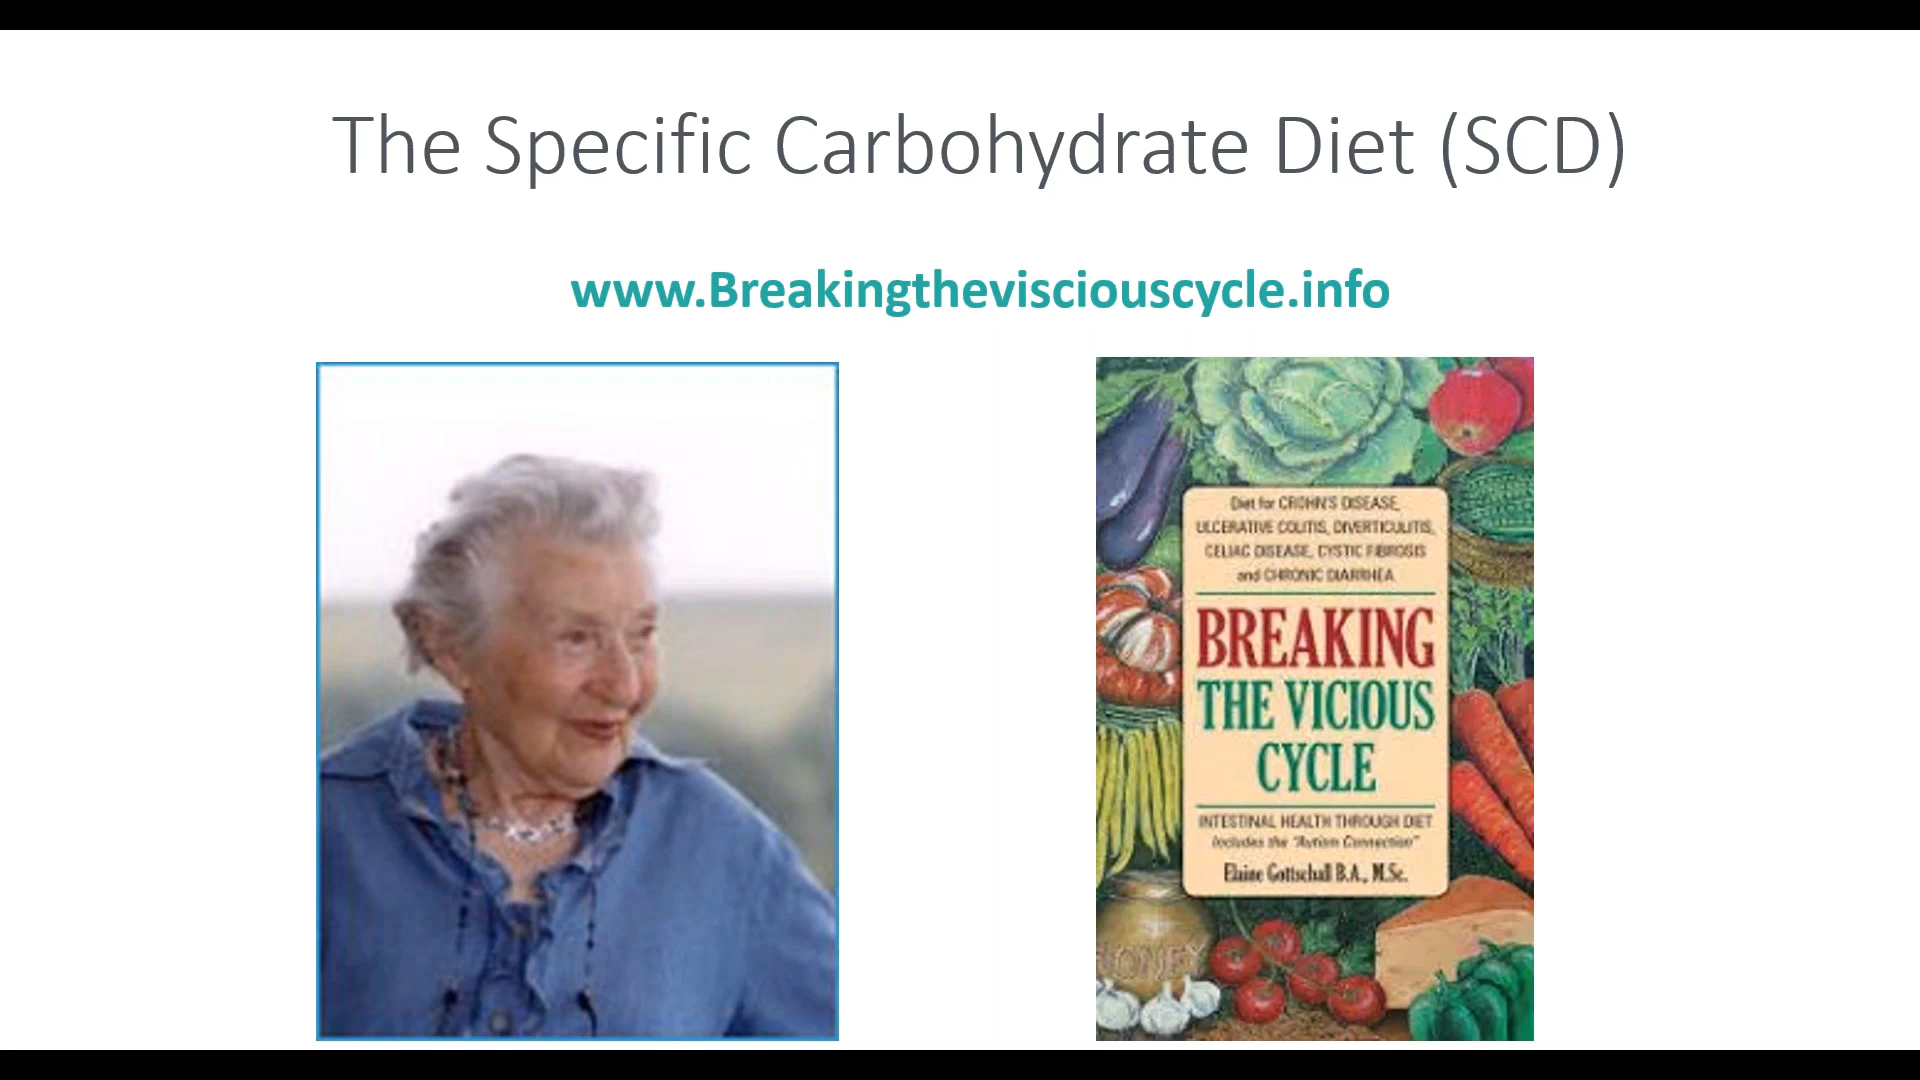 The Specific Carbohydrate Diet (SCD)
www.Breakingthevisciouscycle.info
Diet for CROHN'S DISEASE,
ULCERATIVE COLITIS, DIVERTICULITIS,
CELIAC DISEASE, CYSTIC FIBROSIS
and CHRONIC DIARRHEA
BREAKING
THE VICIOUS
CYCLE
INTESTINAL HEALTH THROUGH DIET
Includes the "Autism Connection"
Elaine Gottschall B.A., M.Sc.
HONEY